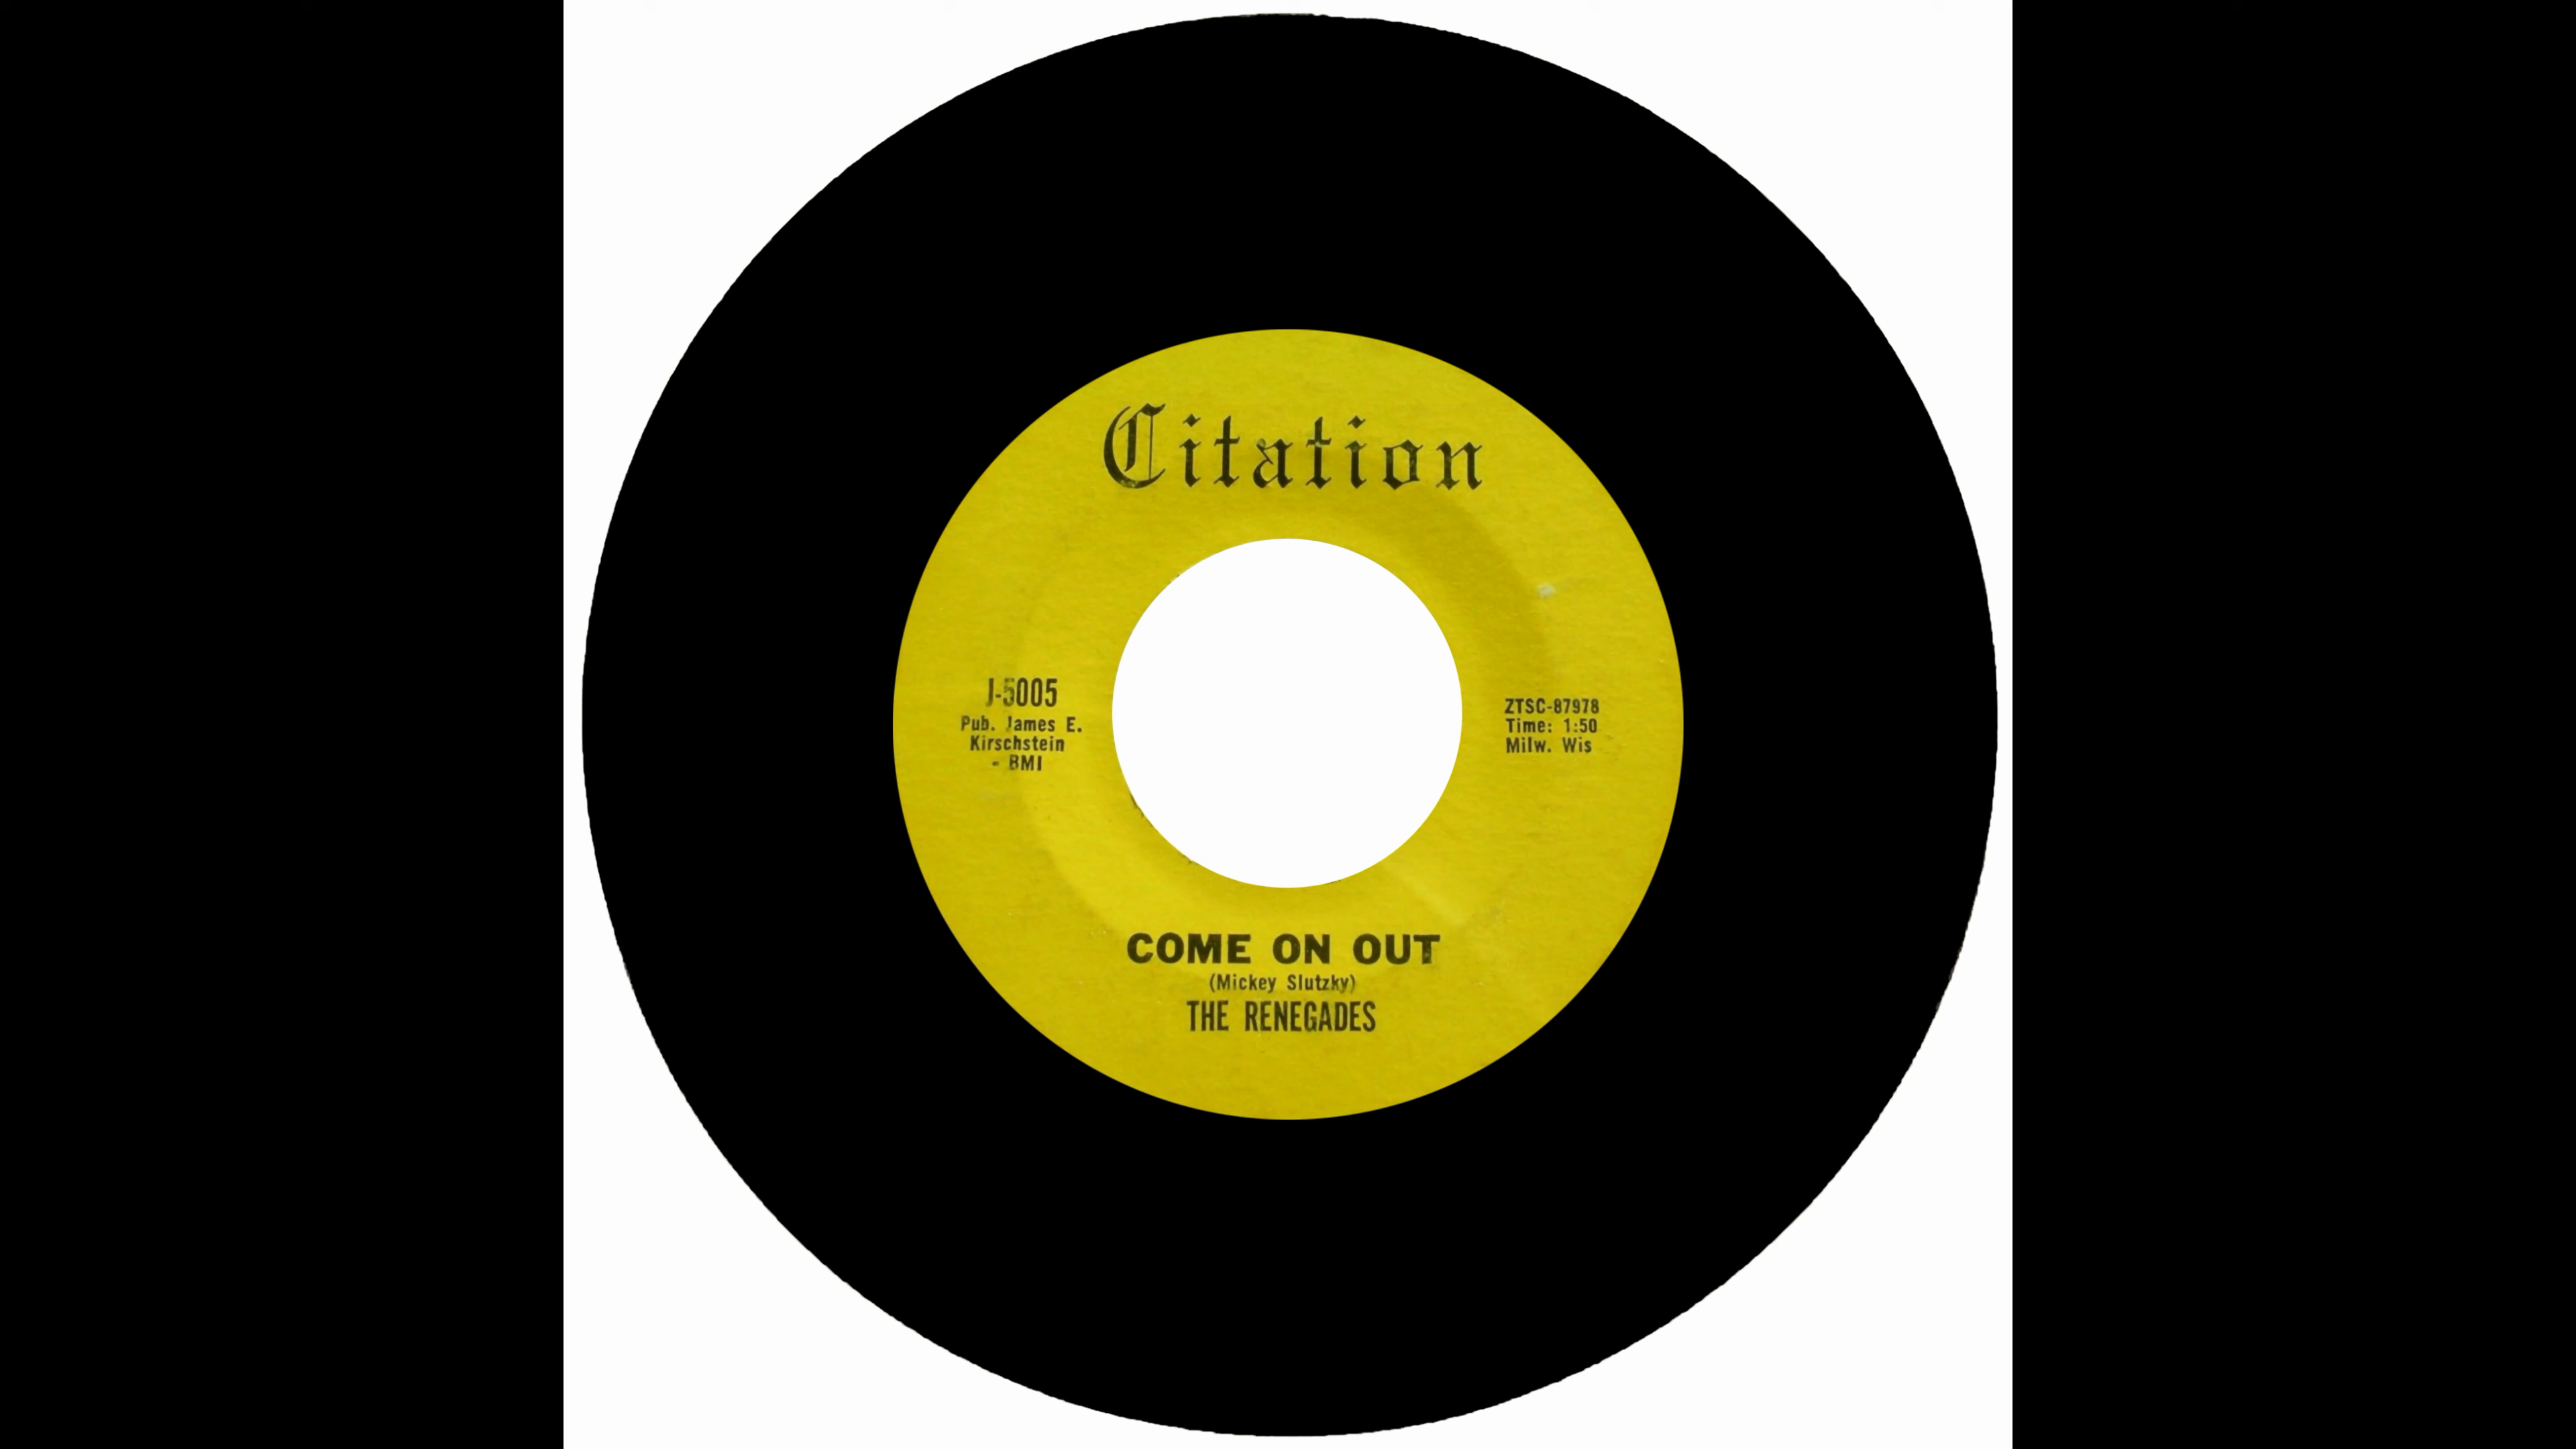 Citation
J-5005
Pub. James E.
Kirschstein
- BMI
ZTSC-87978
Time: 1:50
Milw. Wis
COME ON OUT
(Mickey Slutzky)
THE RENEGADES